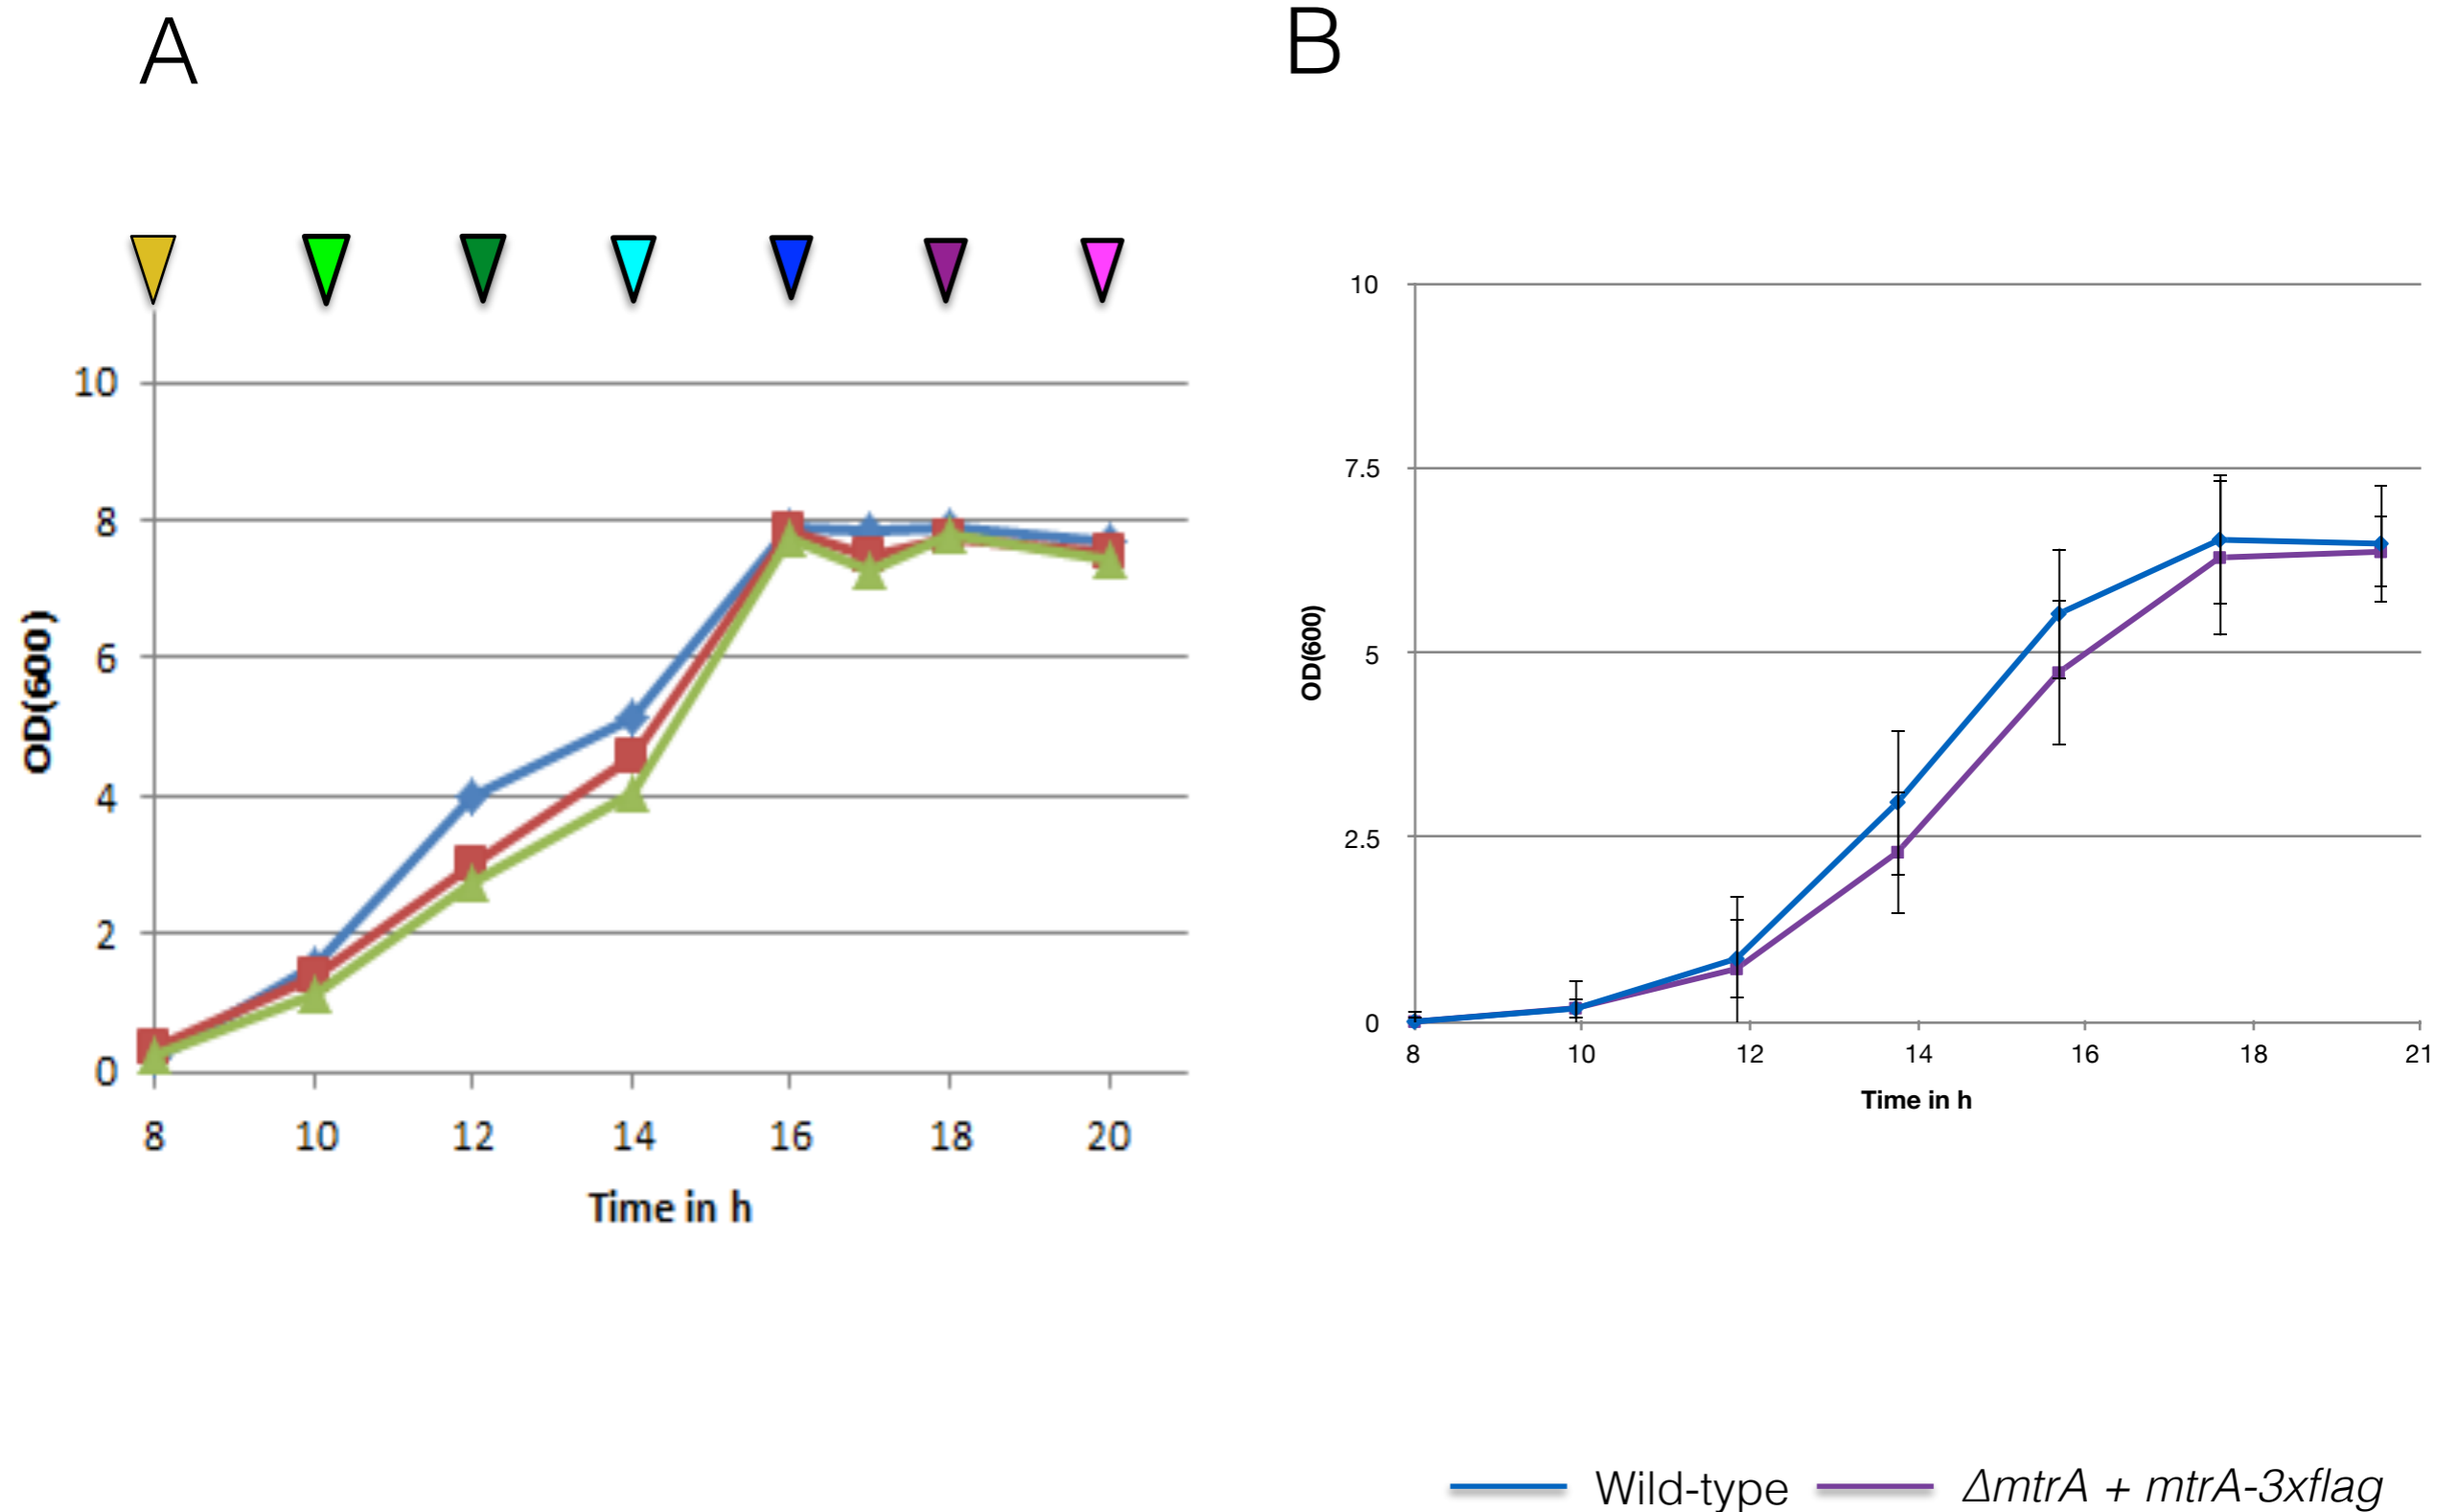 A
10
8
6
4
2
0
OD(600)
8 10 12 14 16 18 20
Time in h
B
10
7.5
5
2.5
0
OD(600)
8 10 12 14 16 18 21
Time in h
Wild-type ΔmtrA + mtrA-3xflag